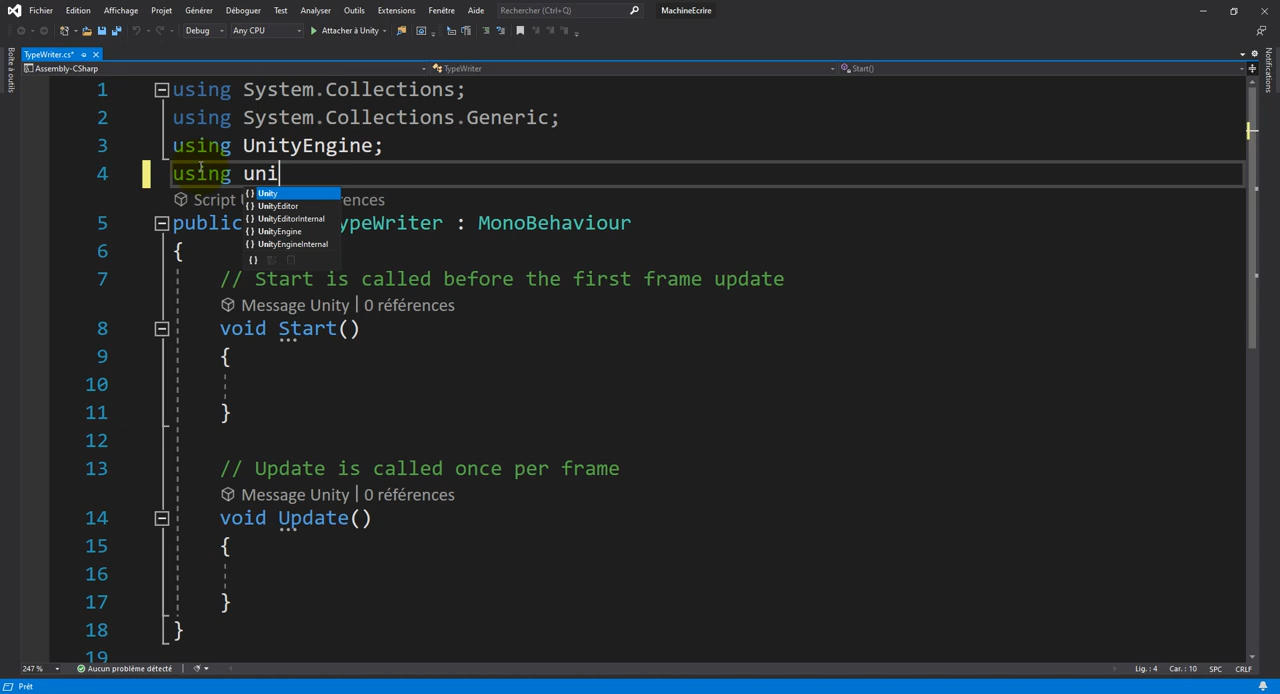 Fichier Edition Affichage Projet Générer Déboguer Test Analyser Outils Extensions Fenêtre Aide Rechercher (Ctrl+Q) MachineEcrire
Debug Any CPU Attacher à Unity
TypeWriter.cs*
Boîte à outils
Notifications
Assembly-CSharp TypeWriter Start()
1 using System.Collections;
2 using System.Collections.Generic;
3 using UnityEngine;
4 using uni
Unity
Script U ferences
UnityEditor
UnityEditorInternal
5 public ypeWriter : MonoBehaviour
UnityEngine
UnityEngineInternal
6 {
7 // Start is called before the first frame update
Message Unity | 0 références
8 void Start()
9 {
10
11 }
12
13 // Update is called once per frame
Message Unity | 0 références
14 void Update()
15 {
16
17 }
18 }
19
247 % Aucun problème détecté Lig. : 4 Car. : 10 SPC CRLF
Prêt